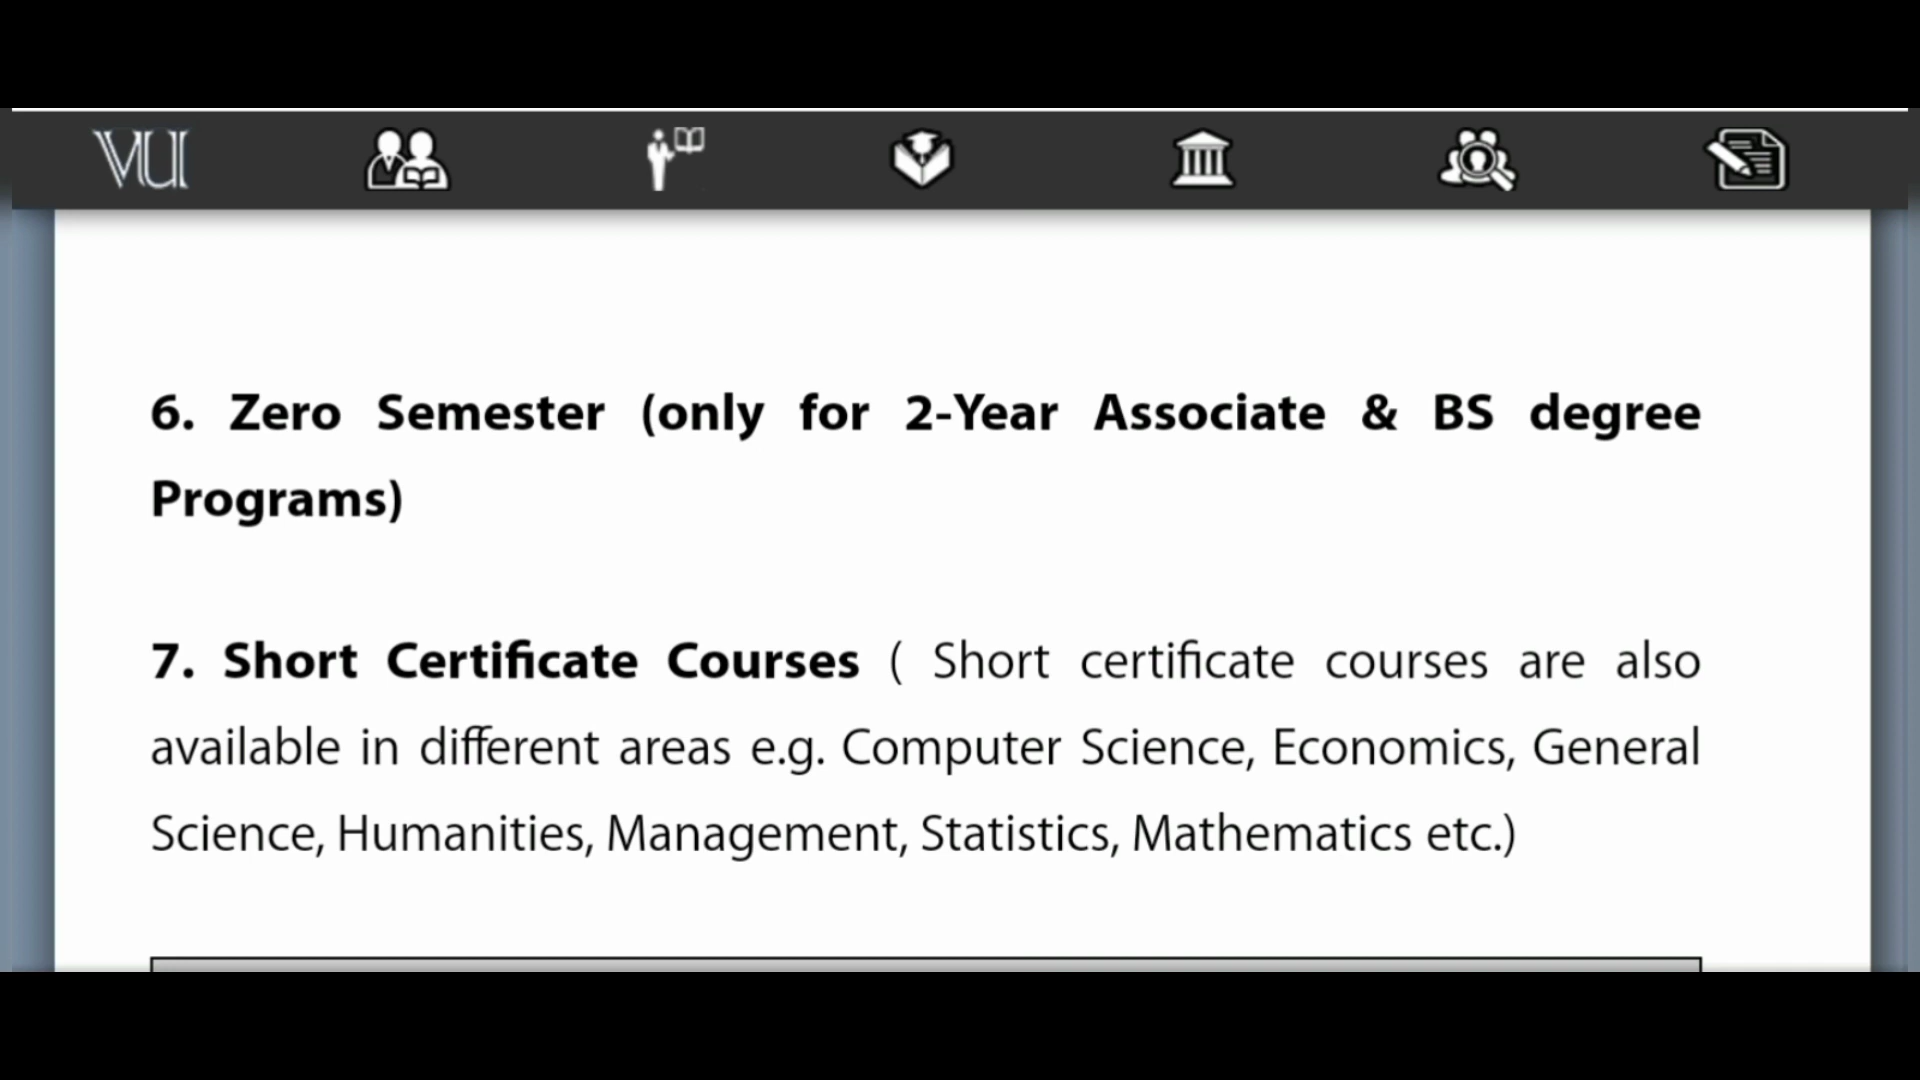 VU
6. Zero Semester (only for 2-Year Associate & BS degree
Programs)
7. Short Certificate Courses ( Short certificate courses are also
available in different areas e.g. Computer Science, Economics, General
Science, Humanities, Management, Statistics, Mathematics etc.)